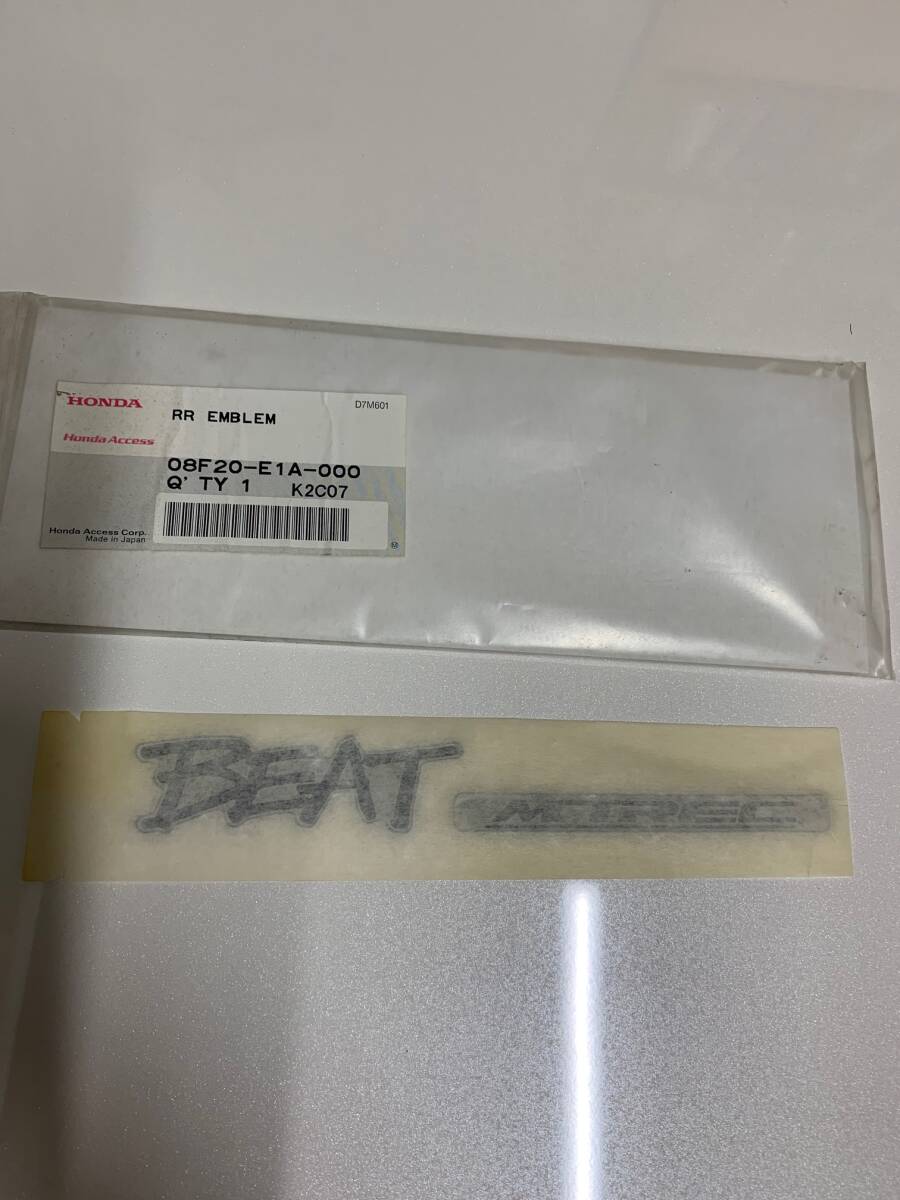 HONDA
RR EMBLEM
D7M601
Honda Access
08F20-E1A-000
Q'TY 1 K2C07
Honda Access Corp.
Made in Japan
M
BEAT
MTREC